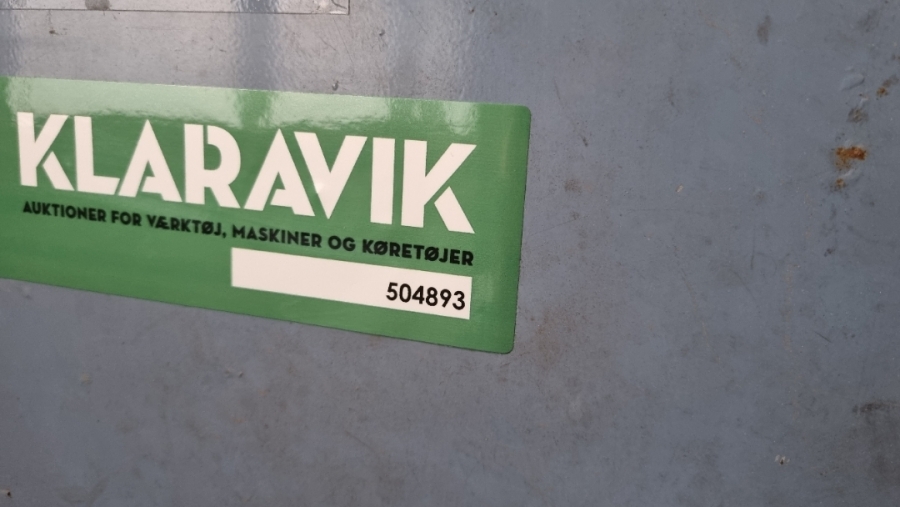 KLARAVIK
AUKTIONER FOR VÆRKTØJ, MASKINER OG KØRETØJER
504893